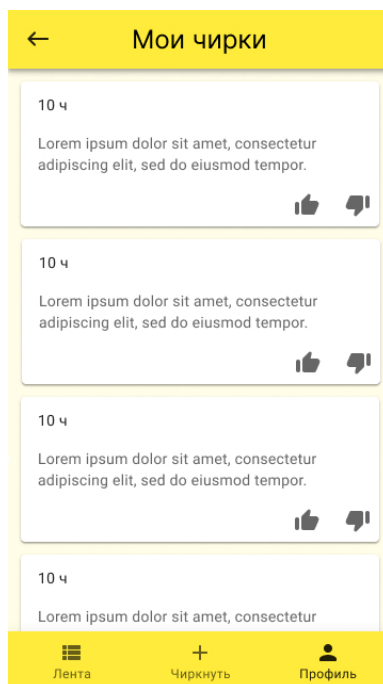 Мои чирки
10 ч
Lorem ipsum dolor sit amet, consectetur
adipiscing elit, sed do eiusmod tempor.
10 ч
Lorem ipsum dolor sit amet, consectetur
adipiscing elit, sed do eiusmod tempor.
10 ч
Lorem ipsum dolor sit amet, consectetur
adipiscing elit, sed do eiusmod tempor.
10 ч
Lorem ipsum dolor sit amet, consectetur
Лента Чиркнуть Профиль